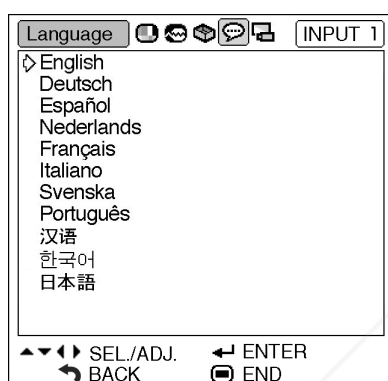 Language INPUT 1
English
Deutsch
Español
Nederlands
Français
Italiano
Svenska
Português
汉语
한국어
日本語
SEL./ADJ. ENTER
BACK END